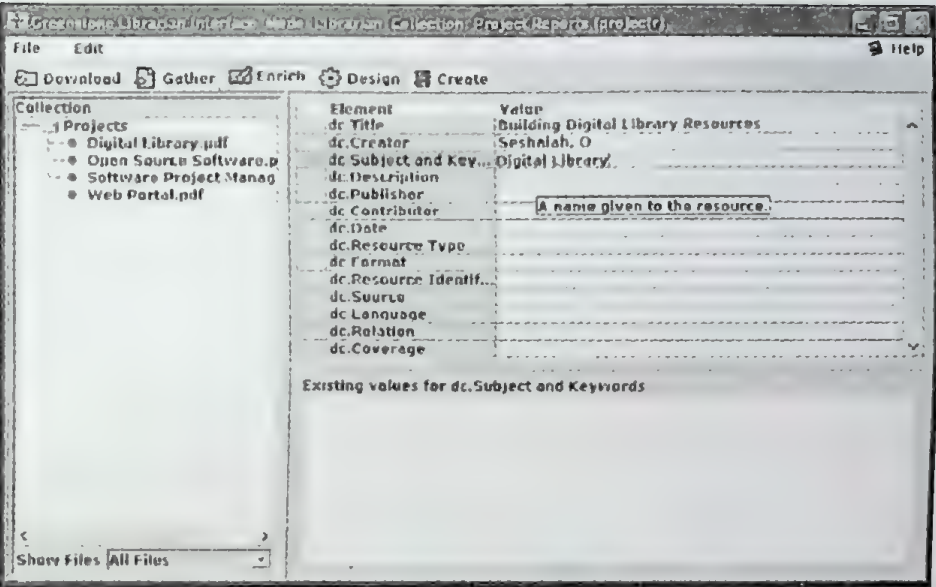 Greenstone Librarian Interface Mode: Librarian Collection: Project Reports (projectr)
File Edit Help
Download Gather Enrich Design Create
Collection
Projects
Digital Library.pdf
Open Source Software.p
Software Project Manag
Web Portal.pdf
Show Files All Files
Element Value
dc.Title Building Digital Library Resources
dc.Creator Seshaiah, O
dc.Subject and Key... Digital Library
dc.Description
dc.Publisher
A name given to the resource.
dc.Contributor
dc.Date
dc.Resource Type
dc.Format
dc.Resource Identif...
dc.Source
dc.Language
dc.Relation
dc.Coverage
Existing values for dc.Subject and Keywords